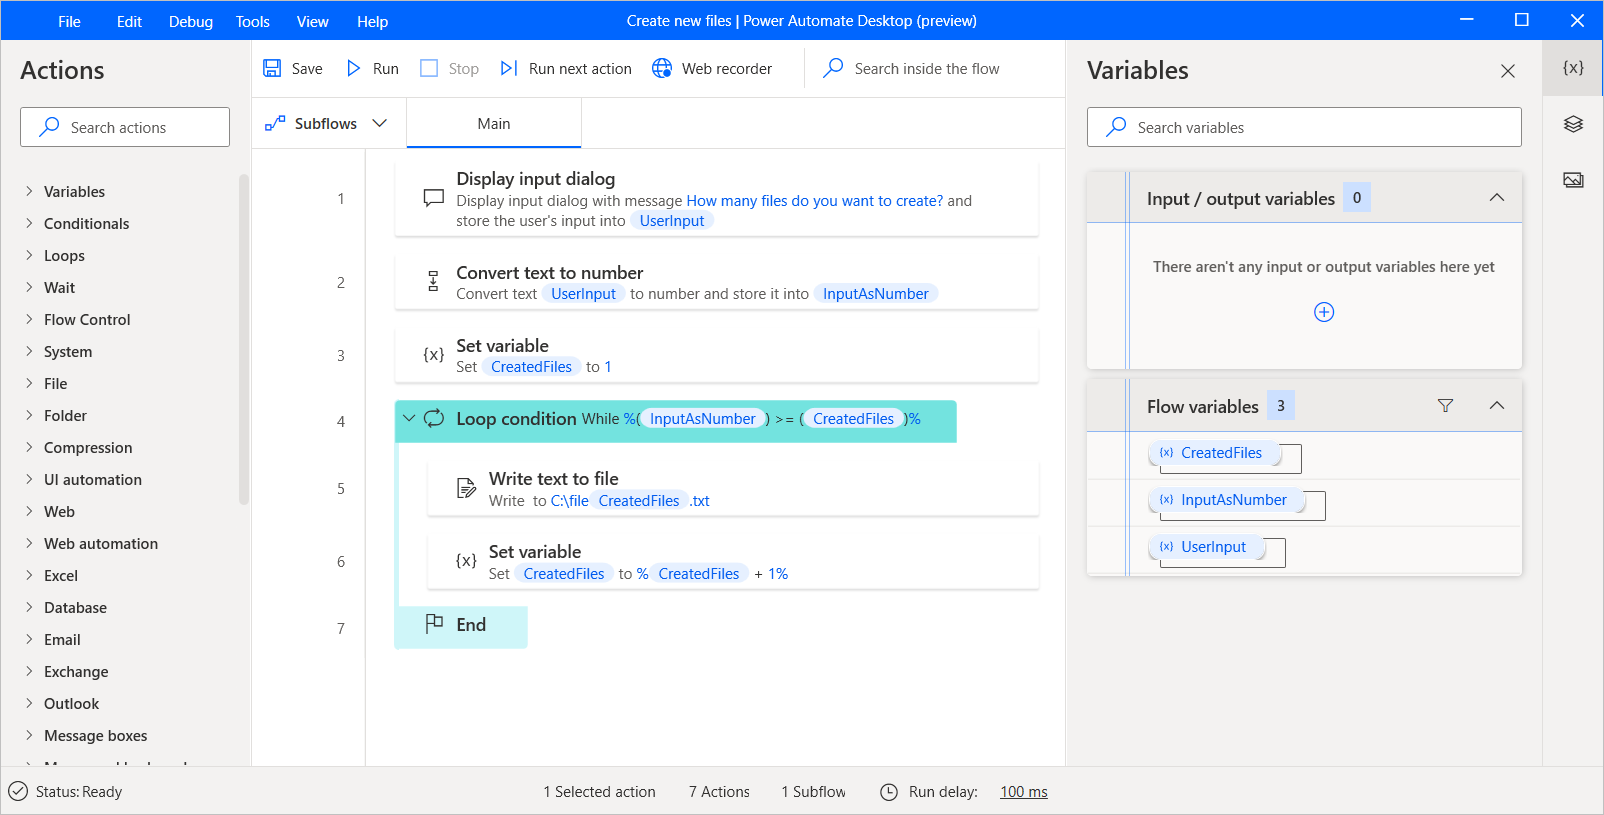 File Edit Debug Tools View Help
Create new files | Power Automate Desktop (preview)
Actions
Search actions
Variables
Conditionals
Loops
Wait
Flow Control
System
File
Folder
Compression
UI automation
Web
Web automation
Excel
Database
Email
Exchange
Outlook
Message boxes
Save Run Stop Run next action Web recorder Search inside the flow
Subflows Main
1 Display input dialog
Display input dialog with message How many files do you want to create? and
store the user's input into UserInput
2 Convert text to number
Convert text UserInput to number and store it into InputAsNumber
3 {x} Set variable
Set CreatedFiles to 1
4 Loop condition While %( InputAsNumber ) >= ( CreatedFiles )%
5 Write text to file
Write to C:\file CreatedFiles .txt
6 {x} Set variable
Set CreatedFiles to % CreatedFiles + 1%
7 End
Variables
{x}
Search variables
Input / output variables 0
There aren't any input or output variables here yet
Flow variables 3
{x} CreatedFiles
{x} InputAsNumber
{x} UserInput
Status: Ready 1 Selected action 7 Actions 1 Subflow Run delay: 100 ms